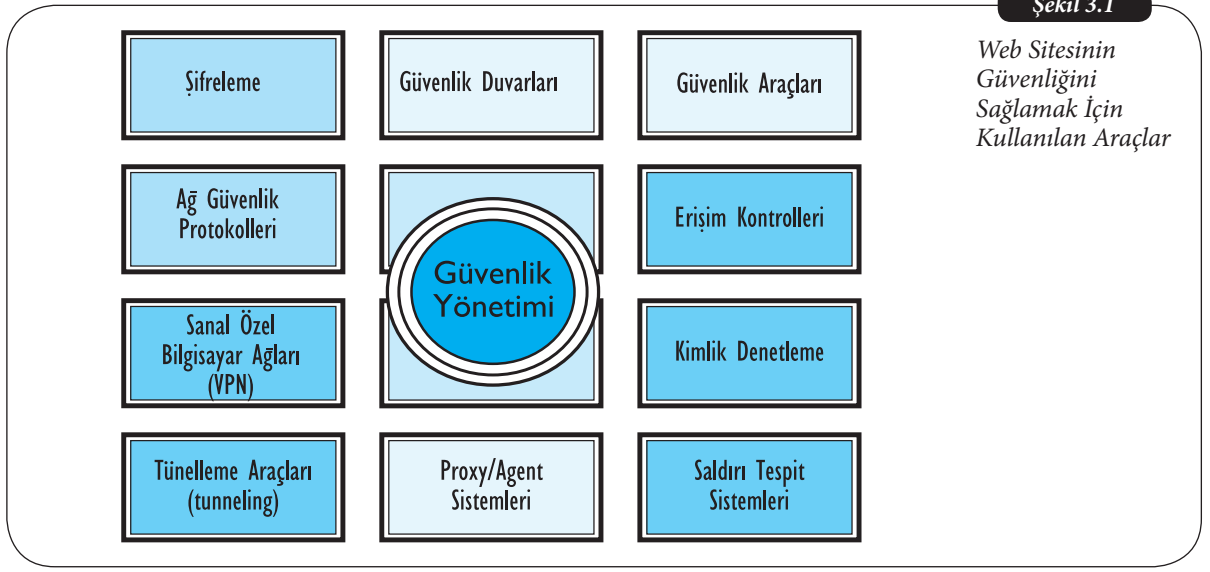 Şekil 3.1
Web Sitesinin
Güvenliğini
Sağlamak İçin
Kullanılan Araçlar
Şifreleme
Güvenlik Duvarları
Güvenlik Araçları
Ağ Güvenlik
Protokolleri
Güvenlik
Yönetimi
Erişim Kontrolleri
Sanal Özel
Bilgisayar Ağları
(VPN)
Kimlik Denetleme
Tünelleme Araçları
(tunneling)
Proxy/Agent
Sistemleri
Saldırı Tespit
Sistemleri